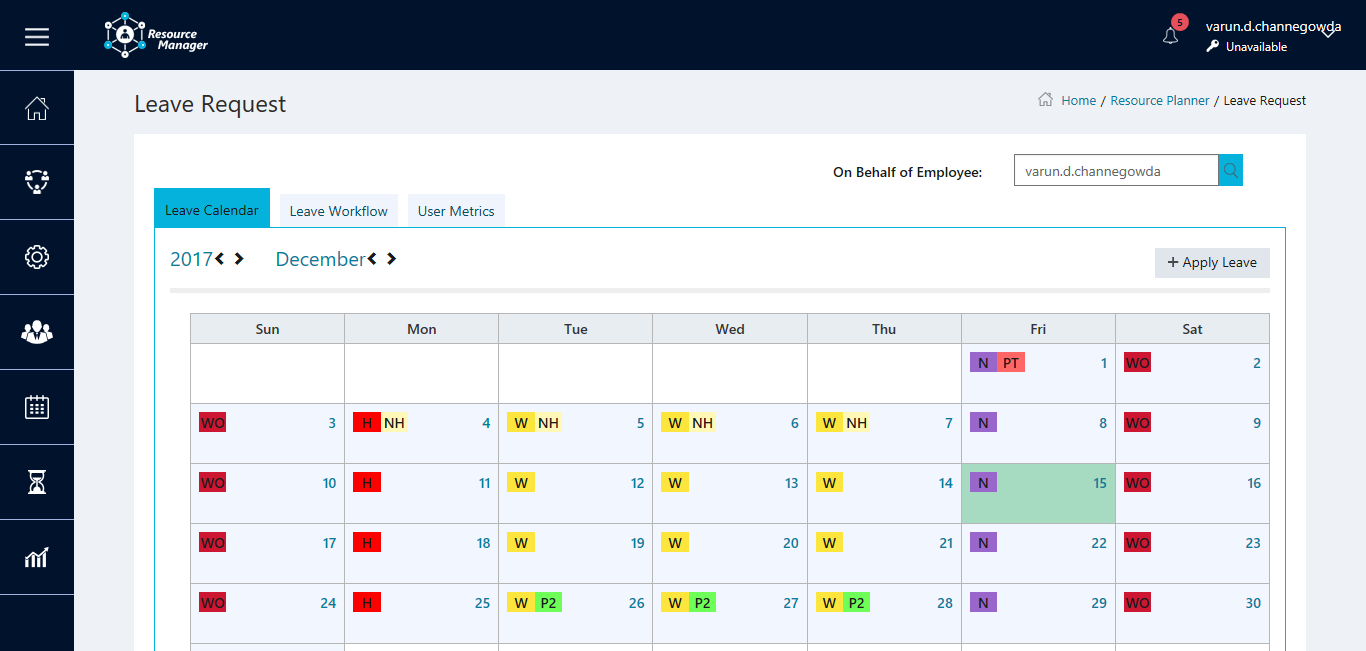 Resource
Manager
5
varun.d.channegowda
Unavailable
Leave Request
Home / Resource Planner / Leave Request
On Behalf of Employee:
varun.d.channegowda
Leave Calendar
Leave Workflow
User Metrics
2017
December
+ Apply Leave
Sun Mon Tue Wed Thu Fri Sat
N PT 1 WO 2
WO 3 H NH 4 W NH 5 W NH 6 W NH 7 N 8 WO 9
WO 10 H 11 W 12 W 13 W 14 N 15 WO 16
WO 17 H 18 W 19 W 20 W 21 N 22 WO 23
WO 24 H 25 W P2 26 W P2 27 W P2 28 N 29 WO 30